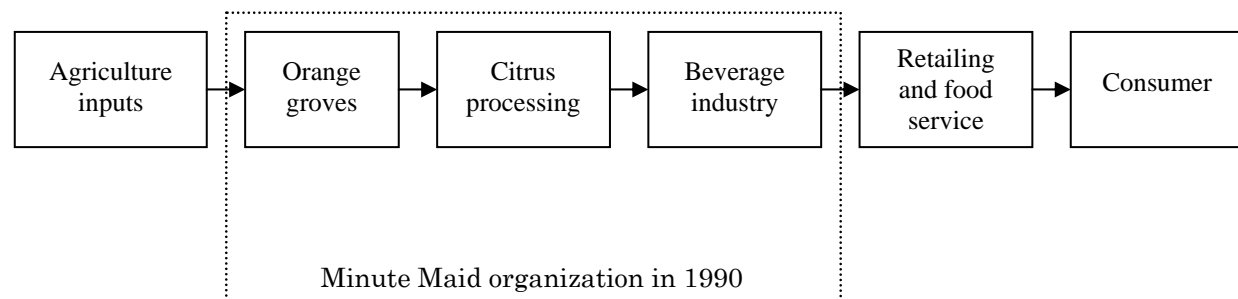 Agriculture
inputs
Orange
groves
Citrus
processing
Beverage
industry
Retailing
and food
service
Consumer
Minute Maid organization in 1990